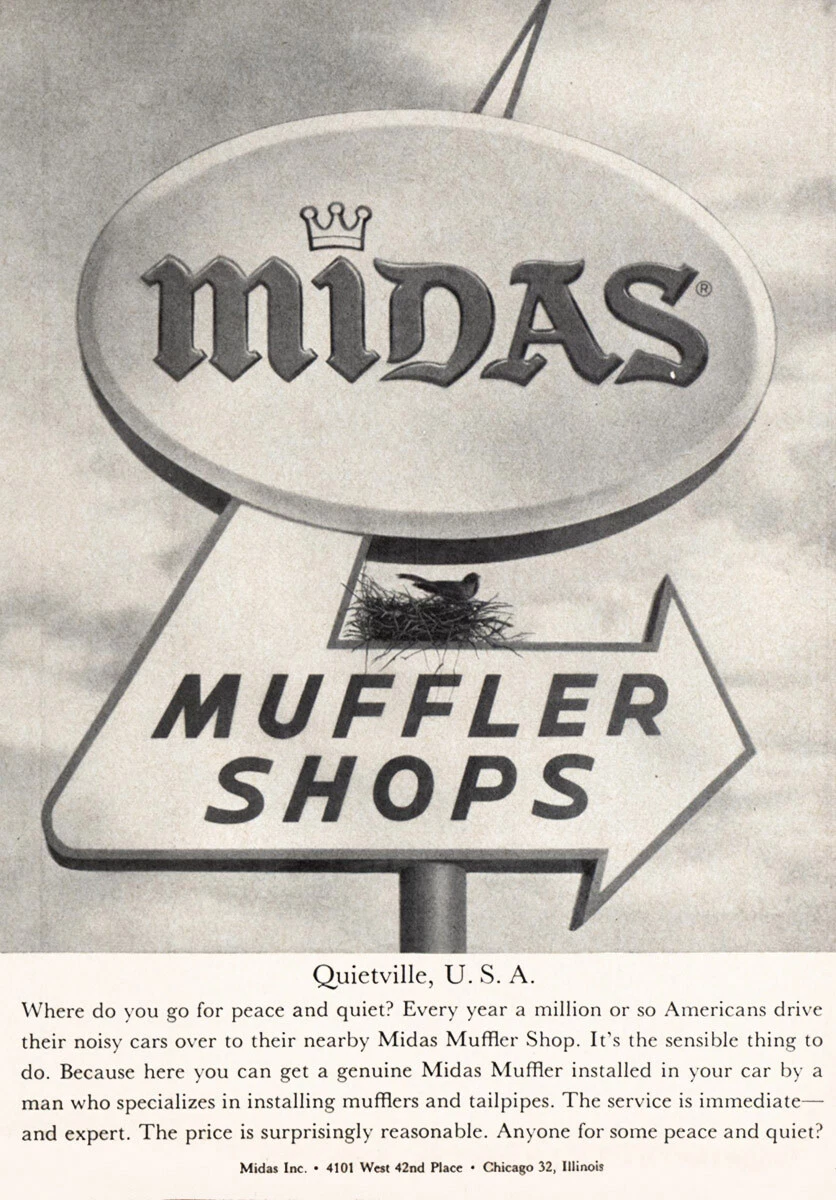 MIDAS®
MUFFLER
SHOPS
Quietville, U. S. A.
Where do you go for peace and quiet? Every year a million or so Americans drive
their noisy cars over to their nearby Midas Muffler Shop. It's the sensible thing to
do. Because here you can get a genuine Midas Muffler installed in your car by a
man who specializes in installing mufflers and tailpipes. The service is immediate—
and expert. The price is surprisingly reasonable. Anyone for some peace and quiet?
Midas Inc. • 4101 West 42nd Place • Chicago 32, Illinois